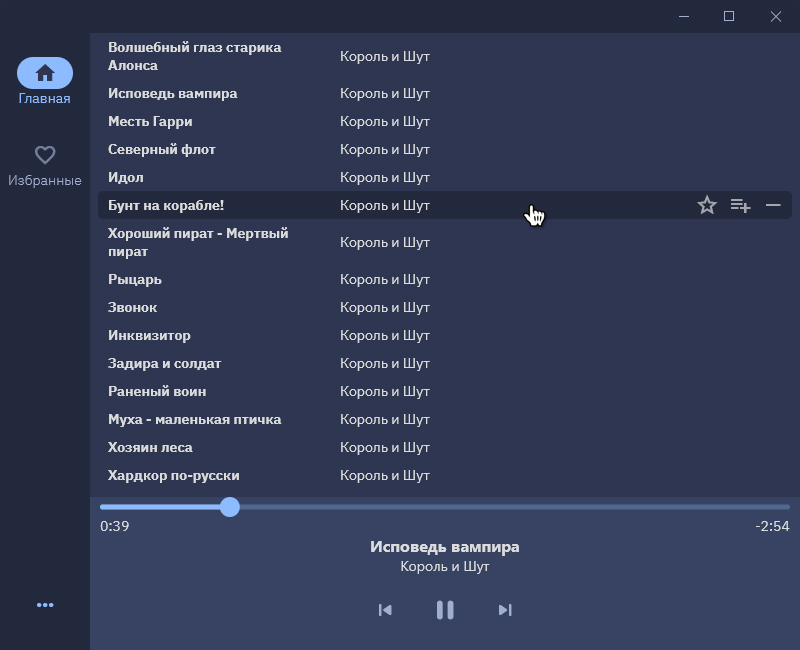 Главная
Избранные
Волшебный глаз старика
Алонса
Король и Шут
Исповедь вампира Король и Шут
Месть Гарри Король и Шут
Северный флот Король и Шут
Идол Король и Шут
Бунт на корабле! Король и Шут
Хороший пират - Мертвый
пират
Король и Шут
Рыцарь Король и Шут
Звонок Король и Шут
Инквизитор Король и Шут
Задира и солдат Король и Шут
Раненый воин Король и Шут
Муха - маленькая птичка Король и Шут
Хозяин леса Король и Шут
Хардкор по-русски Король и Шут
0:39 -2:54
Исповедь вампира
Король и Шут